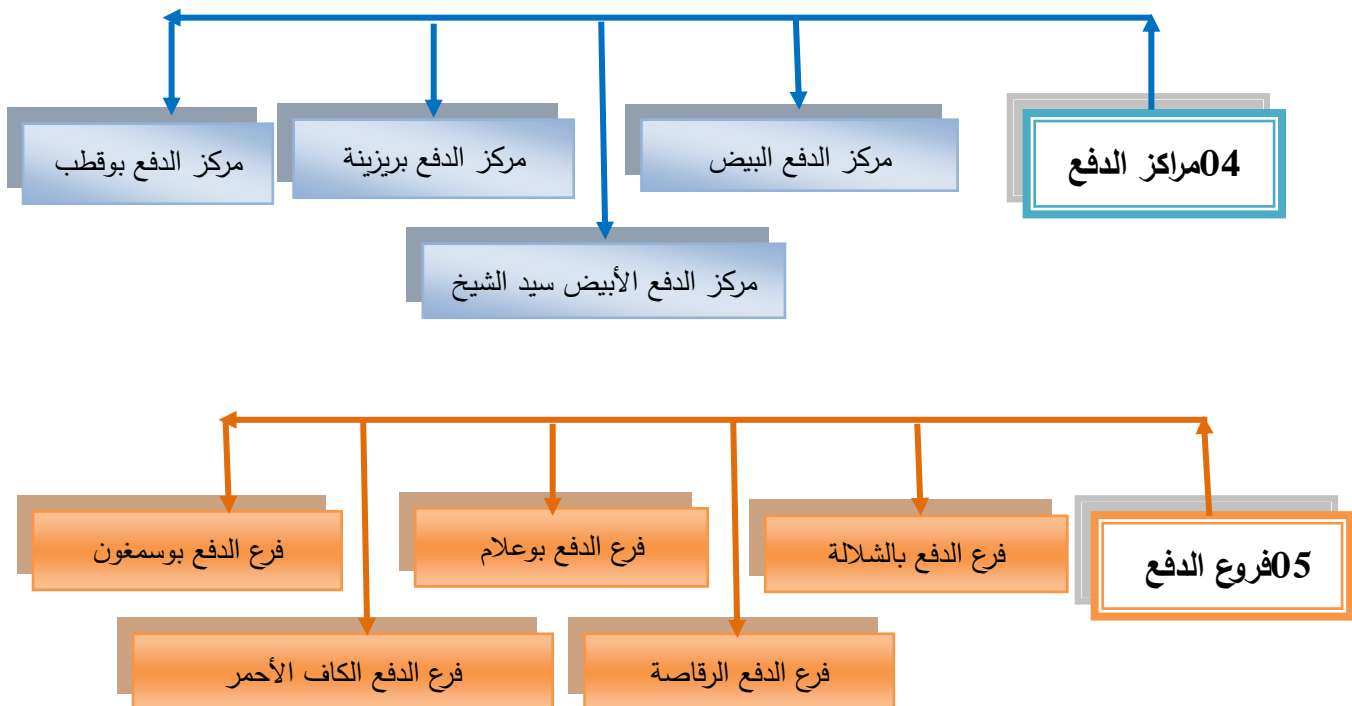 04مراكز الدفع
مركز الدفع البيض
مركز الدفع بريزينة
مركز الدفع بوقطب
مركز الدفع الأبيض سيد الشيخ
05فروع الدفع
فرع الدفع بالشلالة
فرع الدفع بوعلام
فرع الدفع بوسمغون
فرع الدفع الرقاصة
فرع الدفع الكاف الأحمر